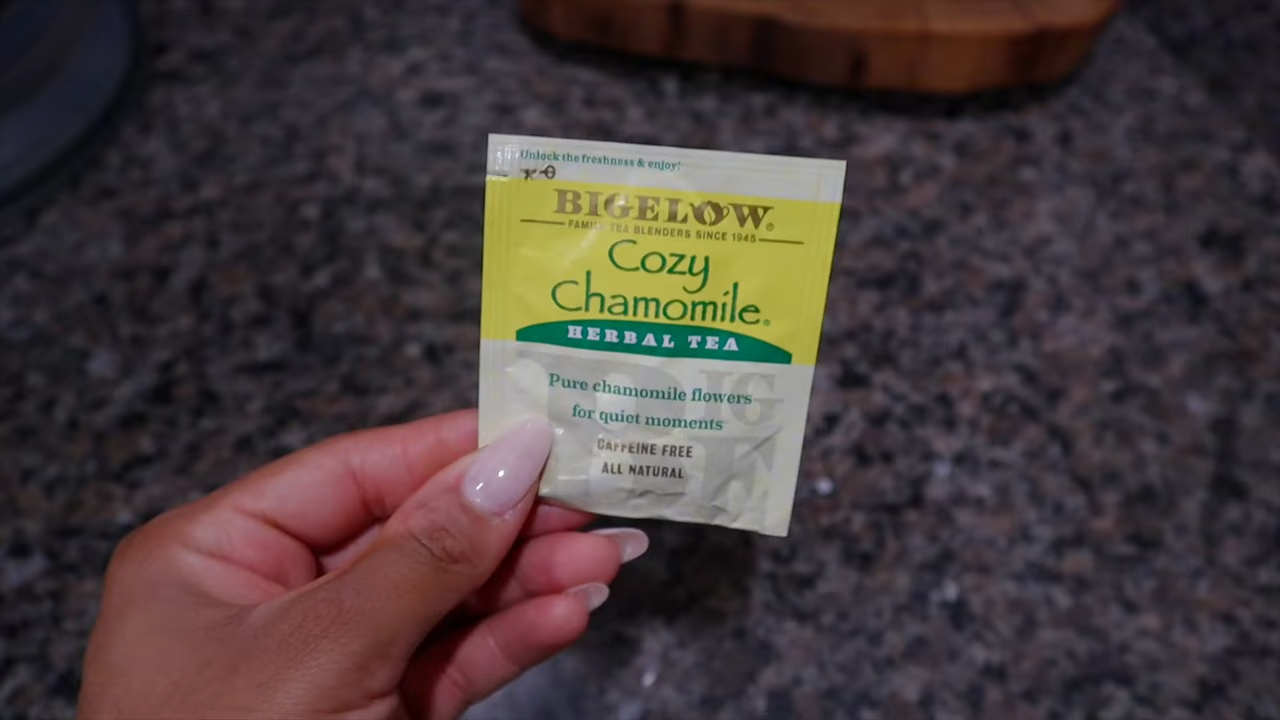 Unlock the freshness & enjoy!
BIGELOW®
FAMILY TEA BLENDERS SINCE 1945
Cozy
Chamomile®
HERBAL TEA
Pure chamomile flowers
for quiet moments
CAFFEINE FREE
ALL NATURAL